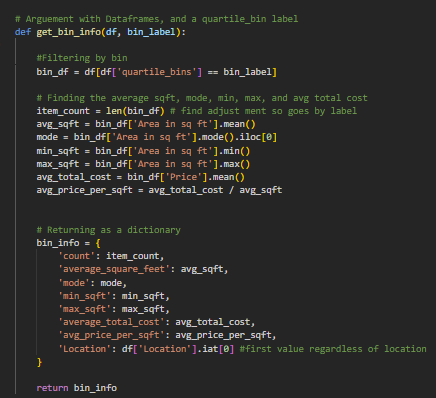 # Arguement with Dataframes, and a quartile_bin label
def get_bin_info(df, bin_label):
#Filtering by bin
bin_df = df[df['quartile_bins'] == bin_label]
# Finding the average sqft, mode, min, max, and avg total cost
item_count = len(bin_df) # find adjust ment so goes by label
avg_sqft = bin_df['Area in sq ft'].mean()
mode = bin_df['Area in sq ft'].mode().iloc[0]
min_sqft = bin_df['Area in sq ft'].min()
max_sqft = bin_df['Area in sq ft'].max()
avg_total_cost = bin_df['Price'].mean()
avg_price_per_sqft = avg_total_cost / avg_sqft
# Returning as a dictionary
bin_info = {
'count': item_count,
'average_square_feet': avg_sqft,
'mode': mode,
'min_sqft': min_sqft,
'max_sqft': max_sqft,
'average_total_cost': avg_total_cost,
'avg_price_per_sqft': avg_price_per_sqft,
'Location': df['Location'].iat[0] #first value regardless of location
}
return bin_info